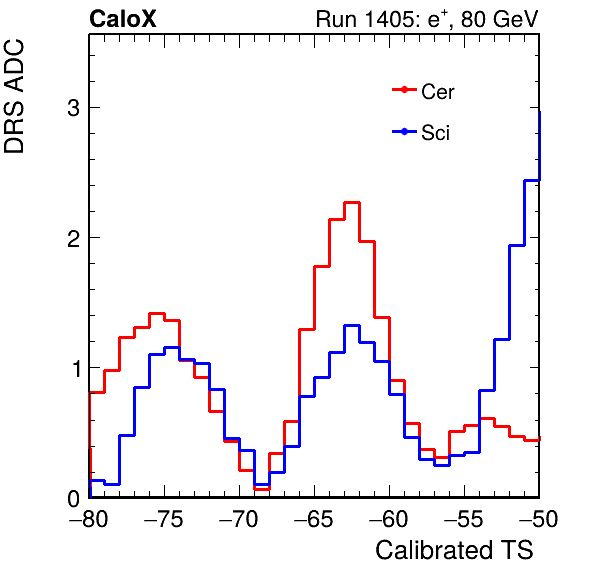 CaloX Run 1405: e⁺, 80 GeV
DRS ADC
Cer
Sci
3
2
1
0
−80 −75 −70 −65 −60 −55 −50
Calibrated TS